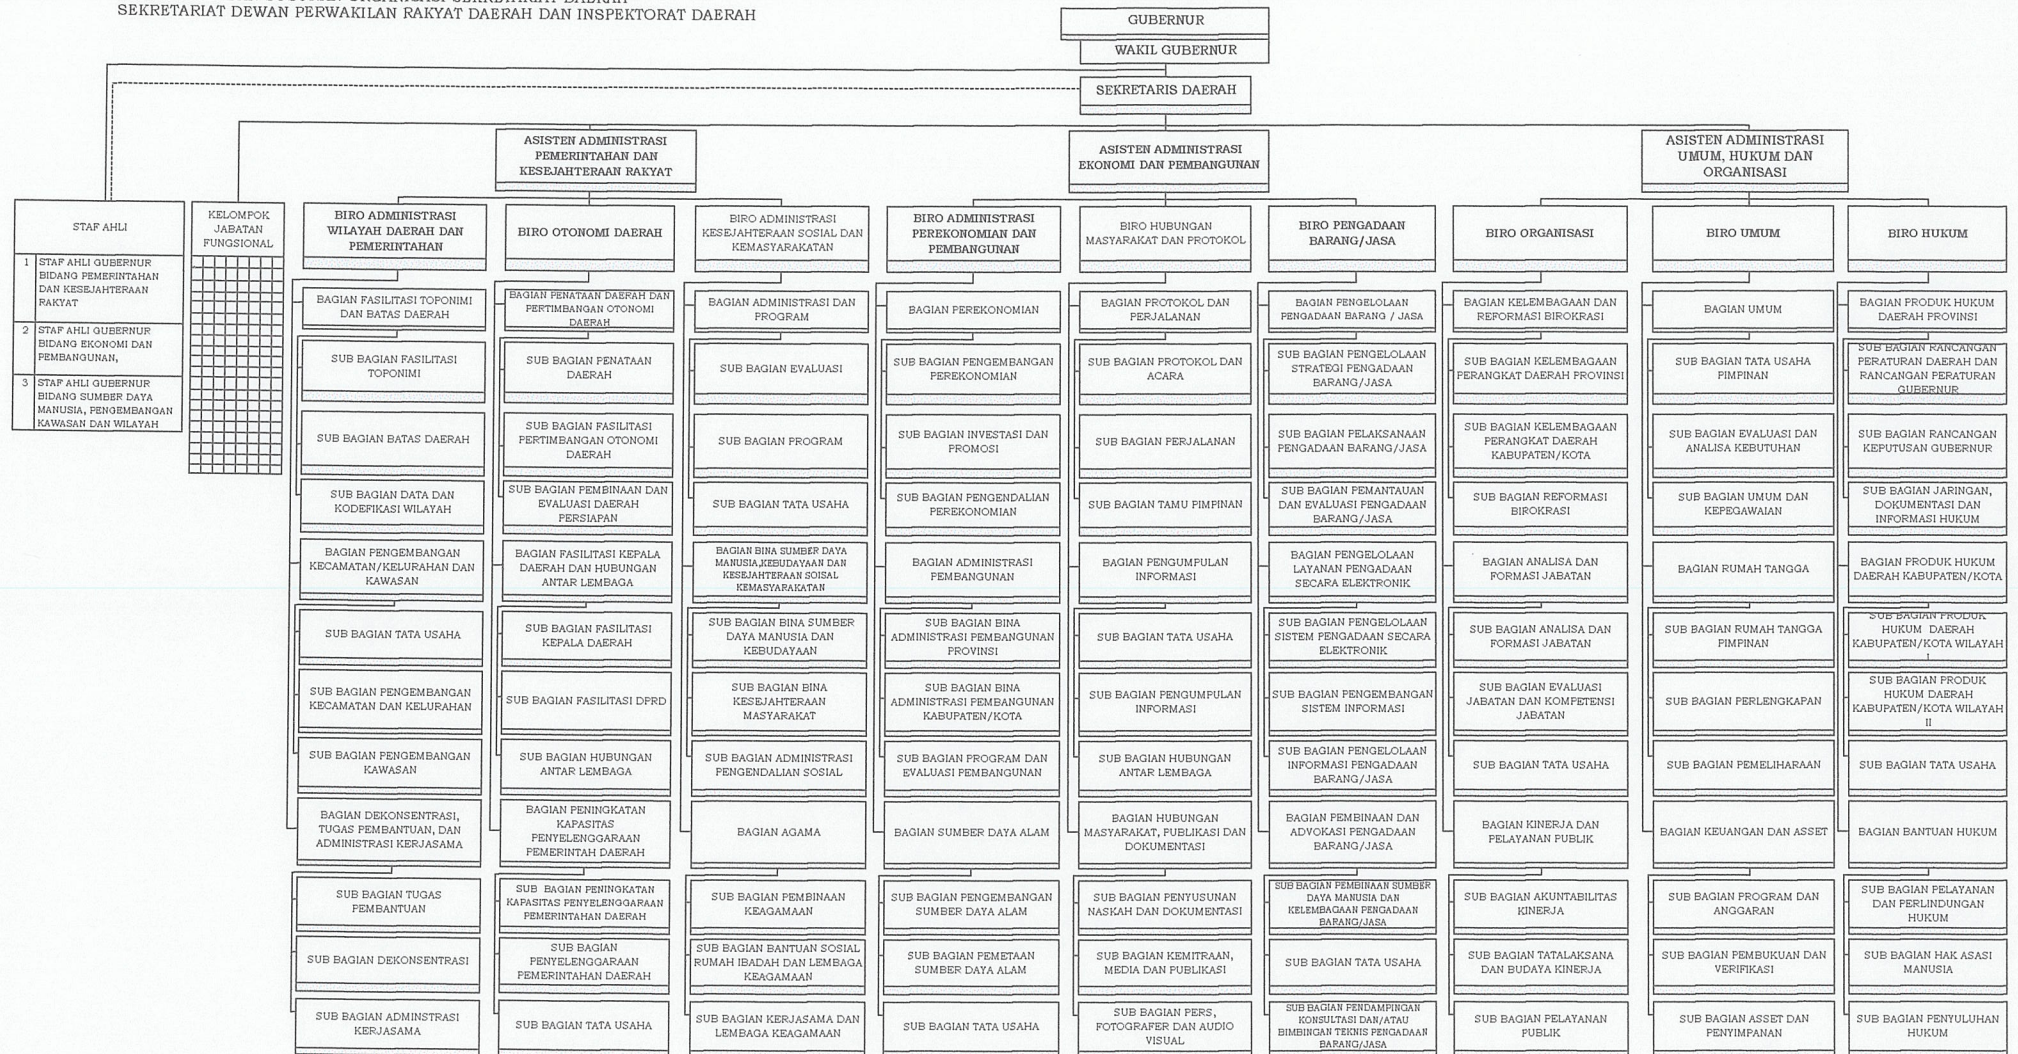 SEKRETARIAT DEWAN PERWAKILAN RAKYAT DAERAH DAN INSPEKTORAT DAERAH
GUBERNUR
WAKIL GUBERNUR
SEKRETARIS DAERAH
ASISTEN ADMINISTRASI
PEMERINTAHAN DAN
KESEJAHTERAAN RAKYAT
ASISTEN ADMINISTRASI
EKONOMI DAN PEMBANGUNAN
ASISTEN ADMINISTRASI
UMUM, HUKUM DAN
ORGANISASI
STAF AHLI
1 STAF AHLI GUBERNUR
BIDANG PEMERINTAHAN
DAN KESEJAHTERAAN
RAKYAT
2 STAF AHLI GUBERNUR
BIDANG EKONOMI DAN
PEMBANGUNAN,
3 STAF AHLI GUBERNUR
BIDANG SUMBER DAYA
MANUSIA, PENGEMBANGAN
KAWASAN DAN WILAYAH
KELOMPOK
JABATAN
FUNGSIONAL
BIRO ADMINISTRASI
WILAYAH DAERAH DAN
PEMERINTAHAN
BAGIAN FASILITASI TOPONIMI
DAN BATAS DAERAH
SUB BAGIAN FASILITASI
TOPONIMI
SUB BAGIAN BATAS DAERAH
SUB BAGIAN DATA DAN
KODEFIKASI WILAYAH
BAGIAN PENGEMBANGAN
KECAMATAN/KELURAHAN DAN
KAWASAN
SUB BAGIAN TATA USAHA
SUB BAGIAN PENGEMBANGAN
KECAMATAN DAN KELURAHAN
SUB BAGIAN PENGEMBANGAN
KAWASAN
BAGIAN DEKONSENTRASI,
TUGAS PEMBANTUAN, DAN
ADMINISTRASI KERJASAMA
SUB BAGIAN TUGAS
PEMBANTUAN
SUB BAGIAN DEKONSENTRASI
SUB BAGIAN ADMINSTRASI
KERJASAMA
BIRO OTONOMI DAERAH
BAGIAN PENATAAN DAERAH DAN
PERTIMBANGAN OTONOMI
DAERAH
SUB BAGIAN PENATAAN
DAERAH
SUB BAGIAN FASILITASI
PERTIMBANGAN OTONOMI
DAERAH
SUB BAGIAN PEMBINAAN DAN
EVALUASI DAERAH
PERSIAPAN
BAGIAN FASILITASI KEPALA
DAERAH DAN HUBUNGAN
ANTAR LEMBAGA
SUB BAGIAN FASILITASI
KEPALA DAERAH
SUB BAGIAN FASILITASI DPRD
SUB BAGIAN HUBUNGAN
ANTAR LEMBAGA
BAGIAN PENINGKATAN
KAPASITAS
PENYELENGGARAAN
PEMERINTAH DAERAH
SUB BAGIAN PENINGKATAN
KAPASITAS PENYELENGGARAAN
PEMERINTAHAN DAERAH
SUB BAGIAN
PENYELENGGARAAN
PEMERINTAHAN DAERAH
SUB BAGIAN TATA USAHA
BIRO ADMINISTRASI
KESEJAHTERAAN SOSIAL DAN
KEMASYARAKATAN
BAGIAN ADMINISTRASI DAN
PROGRAM
SUB BAGIAN EVALUASI
SUB BAGIAN PROGRAM
SUB BAGIAN TATA USAHA
BAGIAN BINA SUMBER DAYA
MANUSIA,KEBUDAYAAN DAN
KESEJAHTERAAN SOISAL
KEMASYARAKATAN
SUB BAGIAN BINA SUMBER
DAYA MANUSIA DAN
KEBUDAYAAN
SUB BAGIAN BINA
KESEJAHTERAAN
MASYARAKAT
SUB BAGIAN ADMINISTRASI
PENGENDALIAN SOSIAL
BAGIAN AGAMA
SUB BAGIAN PEMBINAAN
KEAGAMAAN
SUB BAGIAN BANTUAN SOSIAL
RUMAH IBADAH DAN LEMBAGA
KEAGAMAAN
SUB BAGIAN KERJASAMA DAN
LEMBAGA KEAGAMAAN
BIRO ADMINISTRASI
PEREKONOMIAN DAN
PEMBANGUNAN
BAGIAN PEREKONOMIAN
SUB BAGIAN PENGEMBANGAN
PEREKONOMIAN
SUB BAGIAN INVESTASI DAN
PROMOSI
SUB BAGIAN PENGENDALIAN
PEREKONOMIAN
BAGIAN ADMINISTRASI
PEMBANGUNAN
SUB BAGIAN BINA
ADMINISTRASI PEMBANGUNAN
PROVINSI
SUB BAGIAN BINA
ADMINISTRASI PEMBANGUNAN
KABUPATEN/KOTA
SUB BAGIAN PROGRAM DAN
EVALUASI PEMBANGUNAN
BAGIAN SUMBER DAYA ALAM
SUB BAGIAN PENGEMBANGAN
SUMBER DAYA ALAM
SUB BAGIAN PEMETAAN
SUMBER DAYA ALAM
SUB BAGIAN TATA USAHA
BIRO HUBUNGAN
MASYARAKAT DAN PROTOKOL
BAGIAN PROTOKOL DAN
PERJALANAN
SUB BAGIAN PROTOKOL DAN
ACARA
SUB BAGIAN PERJALANAN
SUB BAGIAN TAMU PIMPINAN
BAGIAN PENGUMPULAN
INFORMASI
SUB BAGIAN TATA USAHA
SUB BAGIAN PENGUMPULAN
INFORMASI
SUB BAGIAN HUBUNGAN
ANTAR LEMBAGA
BAGIAN HUBUNGAN
MASYARAKAT, PUBLIKASI DAN
DOKUMENTASI
SUB BAGIAN PENYUSUNAN
NASKAH DAN DOKUMENTASI
SUB BAGIAN KEMITRAAN,
MEDIA DAN PUBLIKASI
SUB BAGIAN PERS,
FOTOGRAFER DAN AUDIO
VISUAL
BIRO PENGADAAN
BARANG/JASA
BAGIAN PENGELOLAAN
PENGADAAN BARANG / JASA
SUB BAGIAN PENGELOLAAN
STRATEGI PENGADAAN
BARANG/JASA
SUB BAGIAN PELAKSANAAN
PENGADAAN BARANG/JASA
SUB BAGIAN PEMANTAUAN
DAN EVALUASI PENGADAAN
BARANG/JASA
BAGIAN PENGELOLAAN
LAYANAN PENGADAAN
SECARA ELEKTRONIK
SUB BAGIAN PENGELOLAAN
SISTEM PENGADAAN SECARA
ELEKTRONIK
SUB BAGIAN PENGEMBANGAN
SISTEM INFORMASI
SUB BAGIAN PENGELOLAAN
INFORMASI PENGADAAN
BARANG/JASA
BAGIAN PEMBINAAN DAN
ADVOKASI PENGADAAN
BARANG/JASA
SUB BAGIAN PEMBINAAN SUMBER
DAYA MANUSIA DAN
KELEMBAGAAN PENGADAAN
BARANG/JASA
SUB BAGIAN TATA USAHA
SUB BAGIAN PENDAMPINGAN
KONSULTASI DAN/ATAU
BIMBINGAN TEKNIS PENGADAAN
BARANG/JASA
BIRO ORGANISASI
BAGIAN KELEMBAGAAN DAN
REFORMASI BIROKRASI
SUB BAGIAN KELEMBAGAAN
PERANGKAT DAERAH PROVINSI
SUB BAGIAN KELEMBAGAAN
PERANGKAT DAERAH
KABUPATEN/KOTA
SUB BAGIAN REFORMASI
BIROKRASI
BAGIAN ANALISA DAN
FORMASI JABATAN
SUB BAGIAN ANALISA DAN
FORMASI JABATAN
SUB BAGIAN EVALUASI
JABATAN DAN KOMPETENSI
JABATAN
SUB BAGIAN TATA USAHA
BAGIAN KINERJA DAN
PELAYANAN PUBLIK
SUB BAGIAN AKUNTABILITAS
KINERJA
SUB BAGIAN TATALAKSANA
DAN BUDAYA KINERJA
SUB BAGIAN PELAYANAN
PUBLIK
BIRO UMUM
BAGIAN UMUM
SUB BAGIAN TATA USAHA
PIMPINAN
SUB BAGIAN EVALUASI DAN
ANALISA KEBUTUHAN
SUB BAGIAN UMUM DAN
KEPEGAWAIAN
BAGIAN RUMAH TANGGA
SUB BAGIAN RUMAH TANGGA
PIMPINAN
SUB BAGIAN PERLENGKAPAN
SUB BAGIAN PEMELIHARAAN
BAGIAN KEUANGAN DAN ASSET
SUB BAGIAN PROGRAM DAN
ANGGARAN
SUB BAGIAN PEMBUKUAN DAN
VERIFIKASI
SUB BAGIAN ASSET DAN
PENYIMPANAN
BIRO HUKUM
BAGIAN PRODUK HUKUM
DAERAH PROVINSI
SUB BAGIAN RANCANGAN
PERATURAN DAERAH DAN
RANCANGAN PERATURAN
GUBERNUR
SUB BAGIAN RANCANGAN
KEPUTUSAN GUBERNUR
SUB BAGIAN JARINGAN,
DOKUMENTASI DAN
INFORMASI HUKUM
BAGIAN PRODUK HUKUM
DAERAH KABUPATEN/KOTA
SUB BAGIAN PRODUK
HUKUM DAERAH
KABUPATEN/KOTA WILAYAH
I
SUB BAGIAN PRODUK
HUKUM DAERAH
KABUPATEN/KOTA WILAYAH
II
SUB BAGIAN TATA USAHA
BAGIAN BANTUAN HUKUM
SUB BAGIAN PELAYANAN
DAN PERLINDUNGAN
HUKUM
SUB BAGIAN HAK ASASI
MANUSIA
SUB BAGIAN PENYULUHAN
HUKUM